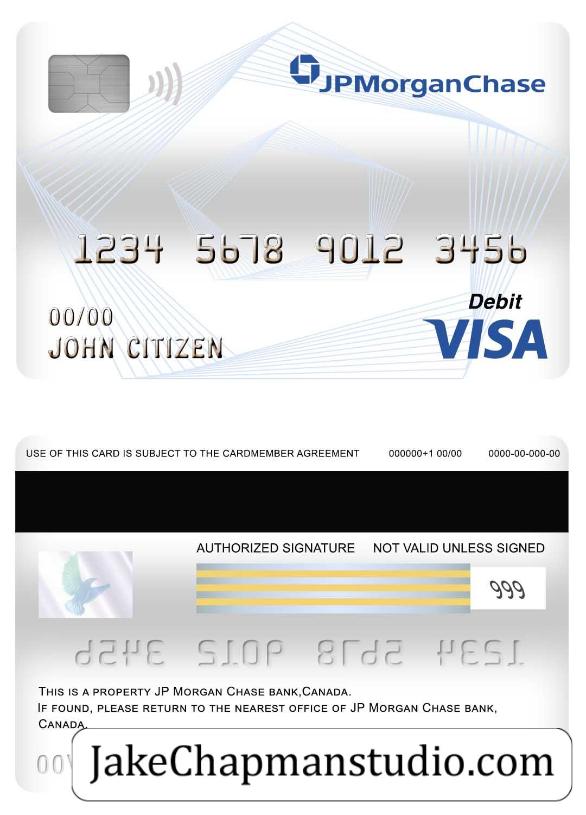 JPMorganChase
1234 5678 9012 3456
Debit
00/00
VISA
JOHN CITIZEN
USE OF THIS CARD IS SUBJECT TO THE CARDMEMBER AGREEMENT 000000+1 00/00 0000-00-000-00
AUTHORIZED SIGNATURE NOT VALID UNLESS SIGNED
999
This is a property JP Morgan Chase bank,Canada.
If found, please return to the nearest office of JP Morgan Chase bank,
Canada.
JakeChapmanstudio.com